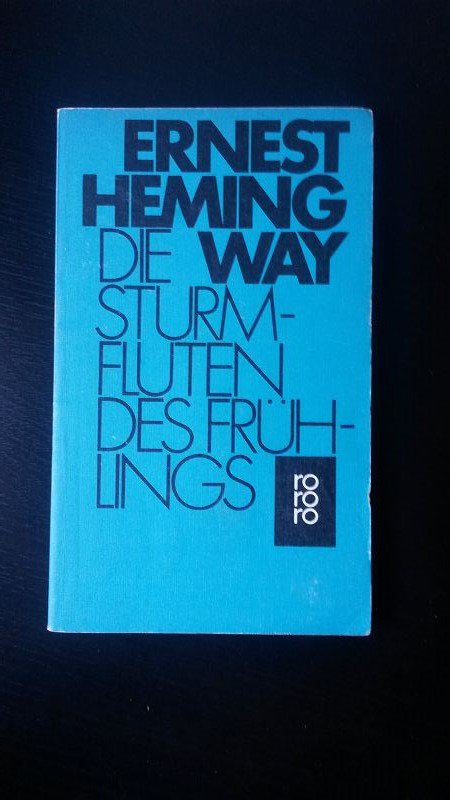 ERNEST
HEMING
DIE WAY
STURM-
FLUTEN
DES FRÜH-
LINGS
ro
ro
ro